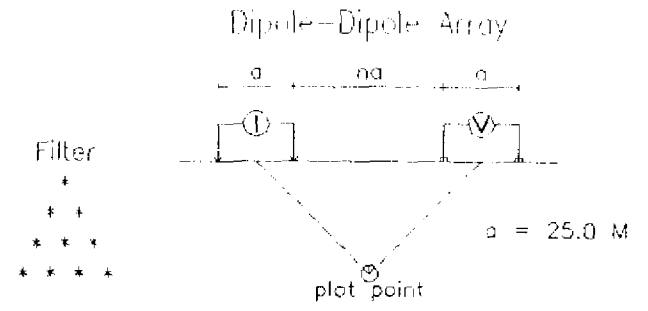 Dipole-Dipole Array
a na a
I V
Filter
*
* *
* * *
* * * *
a = 25.0 M
plot point